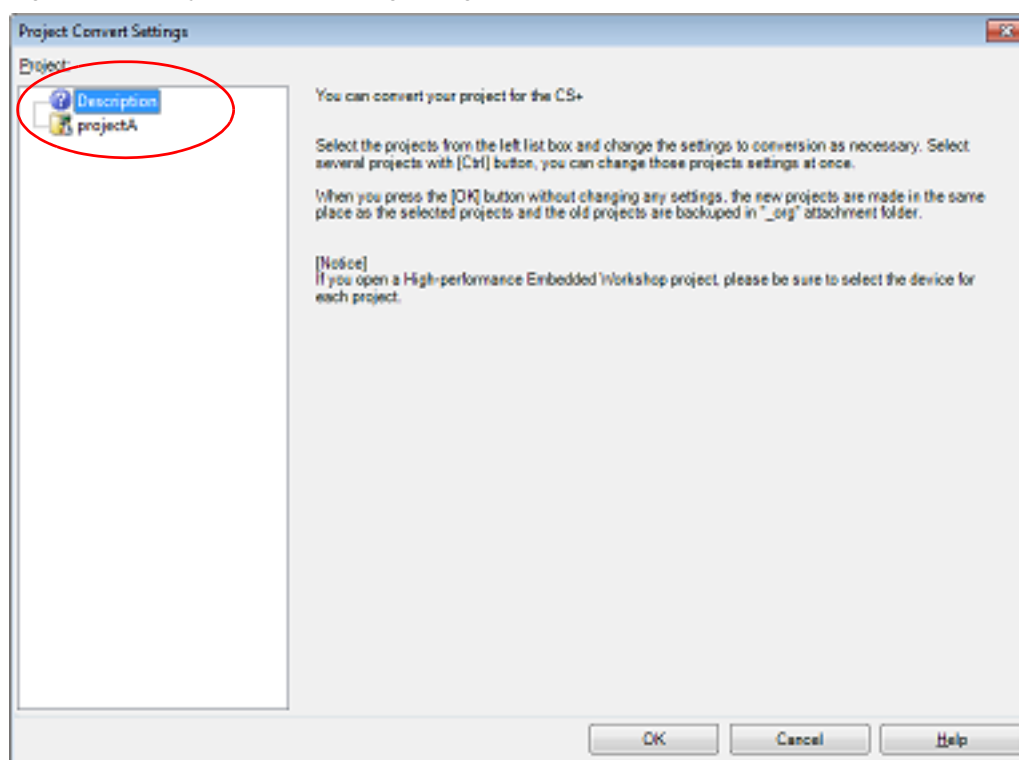 Project Convert Settings
Project:
Description
projectA
You can convert your project for the CS+
Select the projects from the left list box and change the settings to conversion as necessary. Select
several projects with [Ctrl] button, you can change those projects settings at once.
When you press the [OK] button without changing any settings, the new projects are made in the same
place as the selected projects and the old projects are backuped in "_org" attachment folder.
[Notice]
If you open a High-performance Embedded Workshop project, please be sure to select the device for
each project.
OK
Cancel
Help